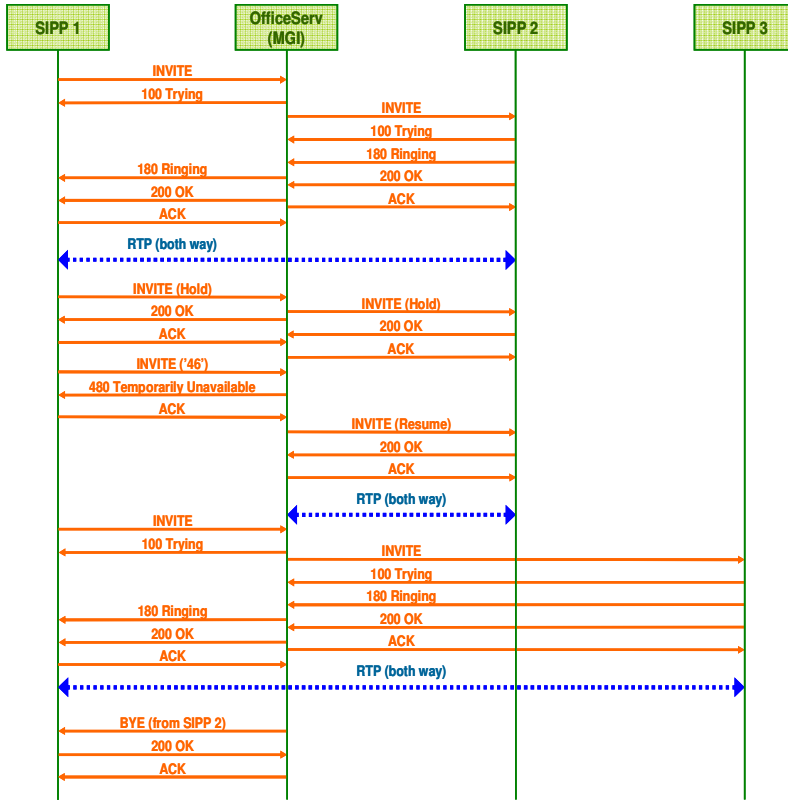 SIPP 1
OfficeServ
(MGI)
SIPP 2
SIPP 3
INVITE
100 Trying
INVITE
100 Trying
180 Ringing
180 Ringing
200 OK
200 OK
ACK
ACK
RTP (both way)
INVITE (Hold)
INVITE (Hold)
200 OK
200 OK
ACK
ACK
INVITE ('46')
480 Temporarily Unavailable
ACK
INVITE (Resume)
200 OK
ACK
RTP (both way)
INVITE
100 Trying
INVITE
100 Trying
180 Ringing
180 Ringing
200 OK
200 OK
ACK
ACK
RTP (both way)
BYE (from SIPP 2)
200 OK
ACK